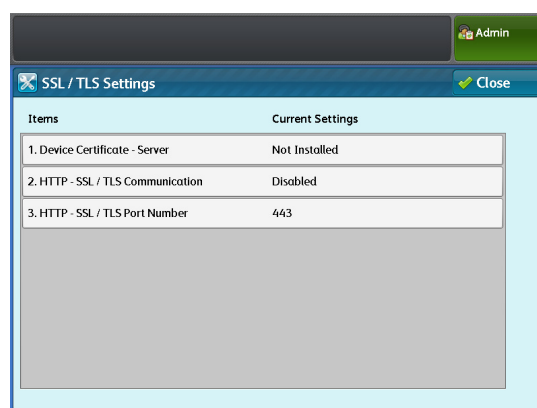 Admin
SSL / TLS Settings
Close
Items Current Settings
1. Device Certificate - Server Not Installed
2. HTTP - SSL / TLS Communication Disabled
3. HTTP - SSL / TLS Port Number 443